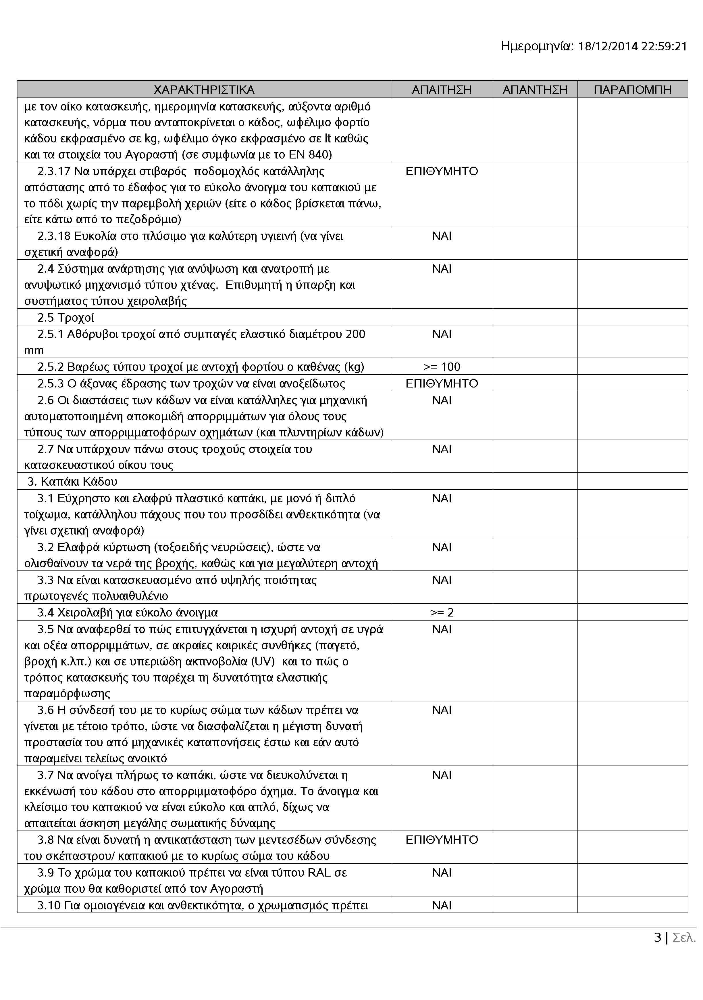 Ημερομηνία: 18/12/2014 22:59:21
ΧΑΡΑΚΤΗΡΙΣΤΙΚΑ ΑΠΑΙΤΗΣΗ ΑΠΑΝΤΗΣΗ ΠΑΡΑΠΟΜΠΗ
με τον οίκο κατασκευής, ημερομηνία κατασκευής, αύξοντα αριθμό
κατασκευής, νόρμα που ανταποκρίνεται ο κάδος, ωφέλιμο φορτίο
κάδου εκφρασμένο σε kg, ωφέλιμο όγκο εκφρασμένο σε lt καθώς
και τα στοιχεία του Αγοραστή (σε συμφωνία με το EN 840)
2.3.17 Να υπάρχει στιβαρός ποδομοχλός κατάλληλης ΕΠΙΘΥΜΗΤΟ
απόστασης από το έδαφος για το εύκολο άνοιγμα του καπακιού με
το πόδι χωρίς την παρεμβολή χεριών (είτε ο κάδος βρίσκεται πάνω,
είτε κάτω από το πεζοδρόμιο)
2.3.18 Ευκολία στο πλύσιμο για καλύτερη υγιεινή (να γίνει ΝΑΙ
σχετική αναφορά)
2.4 Σύστημα ανάρτησης για ανύψωση και ανατροπή με ΝΑΙ
ανυψωτικό μηχανισμό τύπου χτένας. Επιθυμητή η ύπαρξη και
συστήματος τύπου χειρολαβής
2.5 Τροχοί
2.5.1 Αθόρυβοι τροχοί από συμπαγές ελαστικό διαμέτρου 200 ΝΑΙ
mm
2.5.2 Βαρέως τύπου τροχοί με αντοχή φορτίου ο καθένας (kg) >= 100
2.5.3 Ο άξονας έδρασης των τροχών να είναι ανοξείδωτος ΕΠΙΘΥΜΗΤΟ
2.6 Οι διαστάσεις των κάδων να είναι κατάλληλες για μηχανική ΝΑΙ
αυτοματοποιημένη αποκομιδή απορριμμάτων για όλους τους
τύπους των απορριμματοφόρων οχημάτων (και πλυντηρίων κάδων)
2.7 Να υπάρχουν πάνω στους τροχούς στοιχεία του ΝΑΙ
κατασκευαστικού οίκου τους
3. Καπάκι Κάδου
3.1 Εύχρηστο και ελαφρύ πλαστικό καπάκι, με μονό ή διπλό ΝΑΙ
τοίχωμα, κατάλληλου πάχους που του προσδίδει ανθεκτικότητα (να
γίνει σχετική αναφορά)
3.2 Ελαφρά κύρτωση (τοξοειδής νευρώσεις), ώστε να ΝΑΙ
ολισθαίνουν τα νερά της βροχής, καθώς και για μεγαλύτερη αντοχή
3.3 Να είναι κατασκευασμένο από υψηλής ποιότητας ΝΑΙ
πρωτογενές πολυαιθυλένιο
3.4 Χειρολαβή για εύκολο άνοιγμα >= 2
3.5 Να αναφερθεί το πώς επιτυγχάνεται η ισχυρή αντοχή σε υγρά ΝΑΙ
και οξέα απορριμμάτων, σε ακραίες καιρικές συνθήκες (παγετό,
βροχή κ.λπ.) και σε υπεριώδη ακτινοβολία (UV) και το πώς ο
τρόπος κατασκευής του παρέχει τη δυνατότητα ελαστικής
παραμόρφωσης
3.6 Η σύνδεσή του με το κυρίως σώμα των κάδων πρέπει να ΝΑΙ
γίνεται με τέτοιο τρόπο, ώστε να διασφαλίζεται η μέγιστη δυνατή
προστασία του από μηχανικές καταπονήσεις έστω και εάν αυτό
παραμείνει τελείως ανοικτό
3.7 Να ανοίγει πλήρως το καπάκι, ώστε να διευκολύνεται η ΝΑΙ
εκκένωσή του κάδου στο απορριμματοφόρο όχημα. Το άνοιγμα και
κλείσιμο του καπακιού να είναι εύκολο και απλό, δίχως να
απαιτείται άσκηση μεγάλης σωματικής δύναμης
3.8 Να είναι δυνατή η αντικατάσταση των μεντεσέδων σύνδεσης ΕΠΙΘΥΜΗΤΟ
του σκέπαστρου/ καπακιού με το κυρίως σώμα του κάδου
3.9 Το χρώμα του καπακιού πρέπει να είναι τύπου RAL σε ΝΑΙ
χρώμα που θα καθοριστεί από τον Αγοραστή
3.10 Για ομοιογένεια και ανθεκτικότητα, ο χρωματισμός πρέπει ΝΑΙ
3 | Σελ.